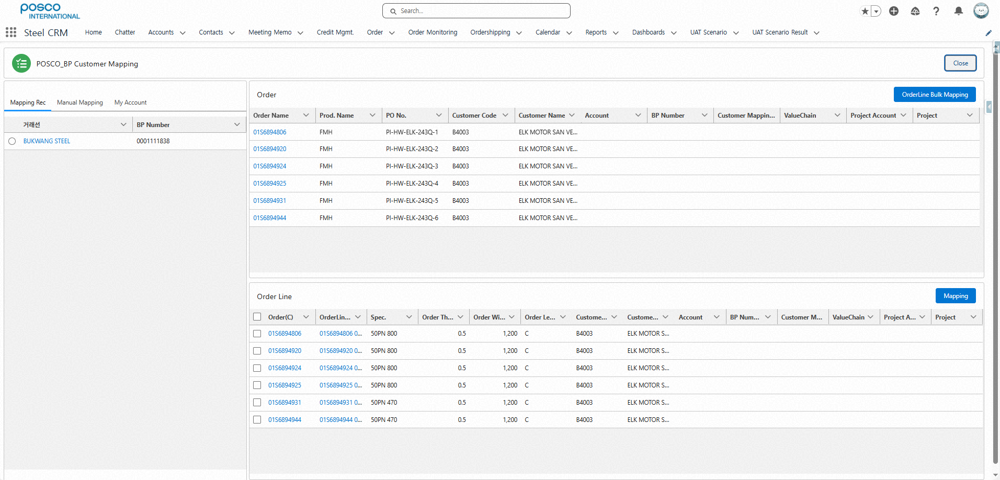 posco
INTERNATIONAL
Search...
Steel CRM
Home
Chatter
Accounts
Contacts
Meeting Memo
Credit Mgmt.
Order
Order Monitoring
Ordershipping
Calendar
Reports
Dashboards
UAT Scenario
UAT Scenario Result
POSCO_BP Customer Mapping
Close
Mapping Rec Manual Mapping My Account
거래선 BP Number
BUKWANG STEEL 0001111838
Order
OrderLine Bulk Mapping
Order Name Prod. Name PO No. Customer Code Customer Name Account BP Number Customer Mappin... ValueChain Project Account Project
01S6894806 FMH PI-HW-ELK-243Q-1 B4003 ELK MOTOR SAN VE...
01S6894920 FMH PI-HW-ELK-243Q-2 B4003 ELK MOTOR SAN VE...
01S6894924 FMH PI-HW-ELK-243Q-3 B4003 ELK MOTOR SAN VE...
01S6894925 FMH PI-HW-ELK-243Q-4 B4003 ELK MOTOR SAN VE...
01S6894931 FMH PI-HW-ELK-243Q-5 B4003 ELK MOTOR SAN VE...
01S6894944 FMH PI-HW-ELK-243Q-6 B4003 ELK MOTOR SAN VE...
Order Line
Mapping
Order(C) OrderLin... Spec. Order Th... Order Wi... Order Le... Custome... Custome... Account BP Num... Customer M... ValueChain Project A... Project
01S6894806 01S6894806 0... 50PN 800 0.5 1,200 C B4003 ELK MOTOR S...
01S6894920 01S6894920 0... 50PN 800 0.5 1,200 C B4003 ELK MOTOR S...
01S6894924 01S6894924 0... 50PN 800 0.5 1,200 C B4003 ELK MOTOR S...
01S6894925 01S6894925 0... 50PN 800 0.5 1,200 C B4003 ELK MOTOR S...
01S6894931 01S6894931 0... 50PN 470 0.5 1,200 C B4003 ELK MOTOR S...
01S6894944 01S6894944 0... 50PN 470 0.5 1,200 C B4003 ELK MOTOR S...